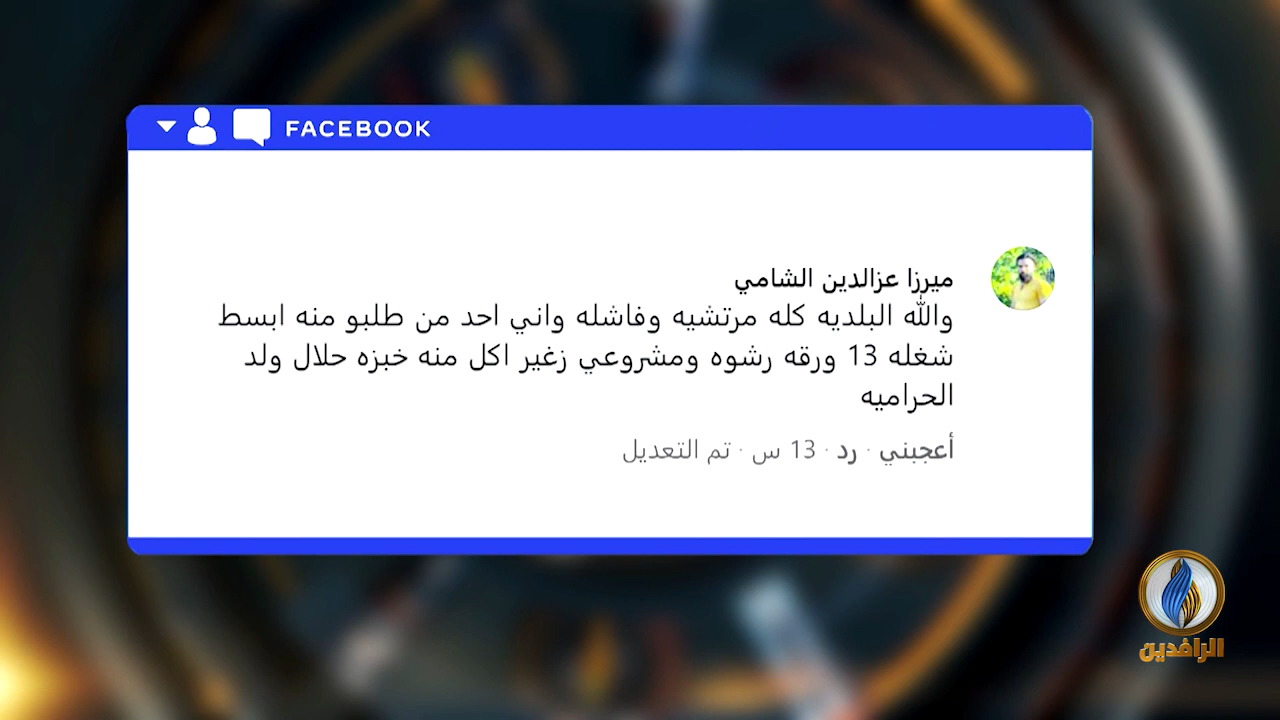 FACEBOOK
ميرزا عزالدين الشامي
والله البلديه كله مرتشيه وفاشله واني احد من طلبو منه ابسط
شغله 13 ورقه رشوه ومشروعي زغير اكل منه خبزه حلال ولد
الحراميه
أعجبني · رد · 13 س · تم التعديل
الرافدين